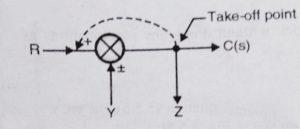 Take-off point
R + C(s)
±
Y Z